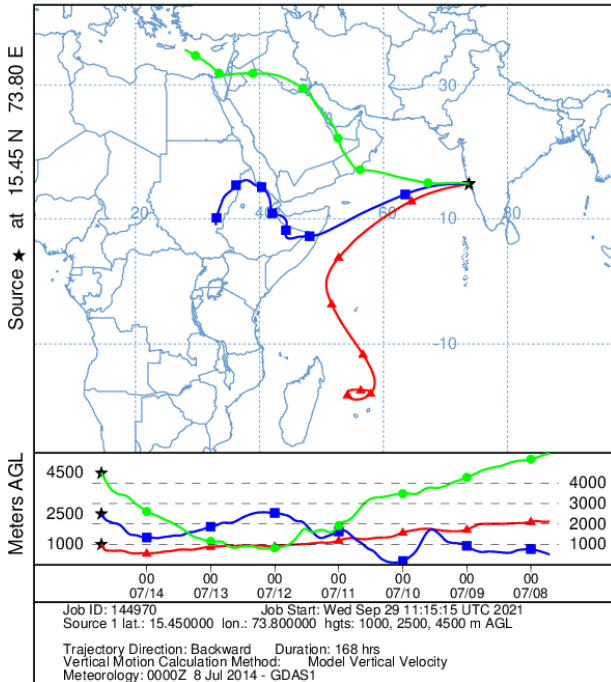 Source ★ at 15.45 N 73.80 E
30
20
40
10
80
-10
Meters AGL
4500
2500
1000
4000
3000
2000
1000
00 00 00 00 00 00 00
07/14 07/13 07/12 07/11 07/10 07/09 07/08
Job ID: 144970 Job Start: Wed Sep 29 11:15:15 UTC 2021
Source 1 lat.: 15.450000 lon.: 73.800000 hgts: 1000, 2500, 4500 m AGL
Trajectory Direction: Backward Duration: 168 hrs
Vertical Motion Calculation Method: Model Vertical Velocity
Meteorology: 0000Z 8 Jul 2014 - GDAS1